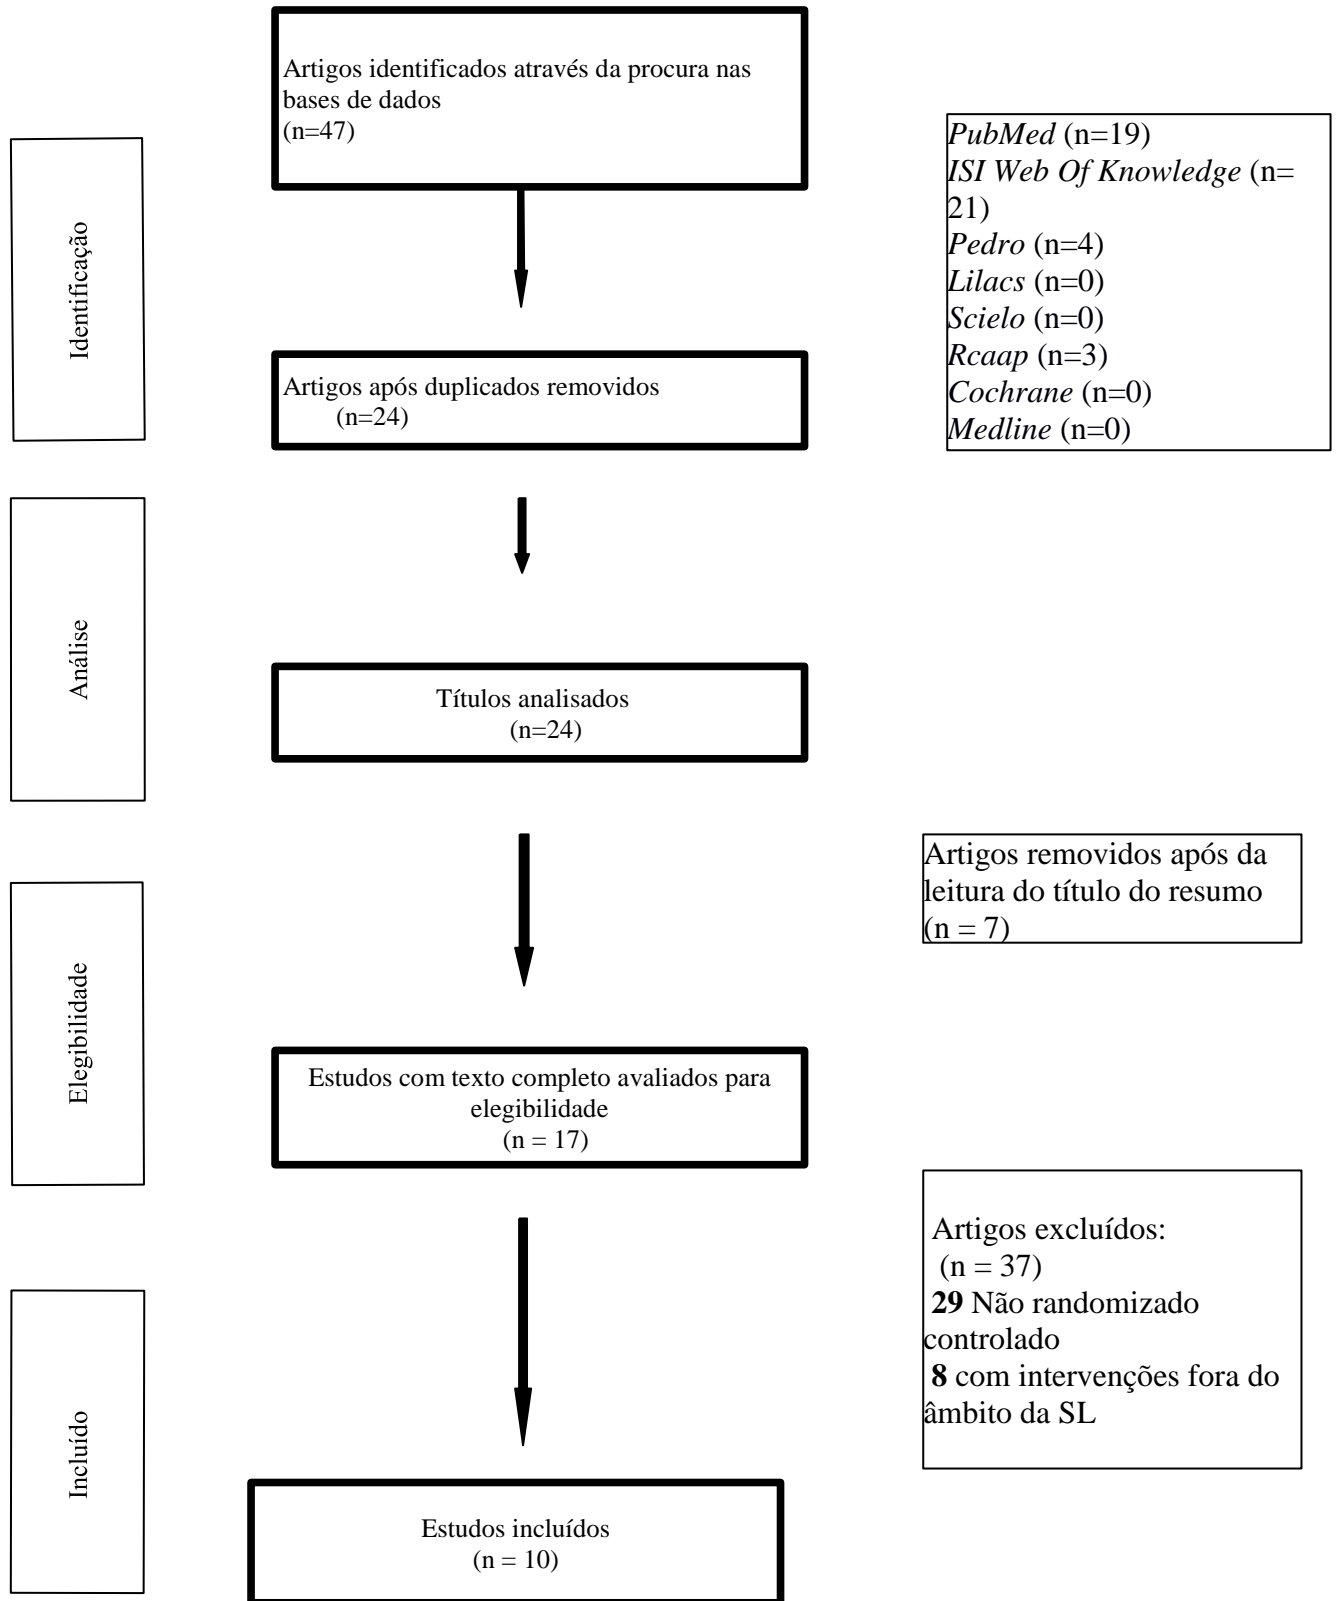 Artigos identificados através da procura nas
bases de dados
(n=47)
PubMed (n=19)
ISI Web Of Knowledge (n=
21)
Pedro (n=4)
Lilacs (n=0)
Scielo (n=0)
Rcaap (n=3)
Cochrane (n=0)
Medline (n=0)
Identificação
Artigos após duplicados removidos
(n=24)
Análise
Títulos analisados
(n=24)
Artigos removidos após da
leitura do título do resumo
(n = 7)
Elegibilidade
Estudos com texto completo avaliados para
elegibilidade
(n = 17)
Artigos excluídos:
(n = 37)
29 Não randomizado
controlado
8 com intervenções fora do
âmbito da SL
Incluído
Estudos incluídos
(n = 10)